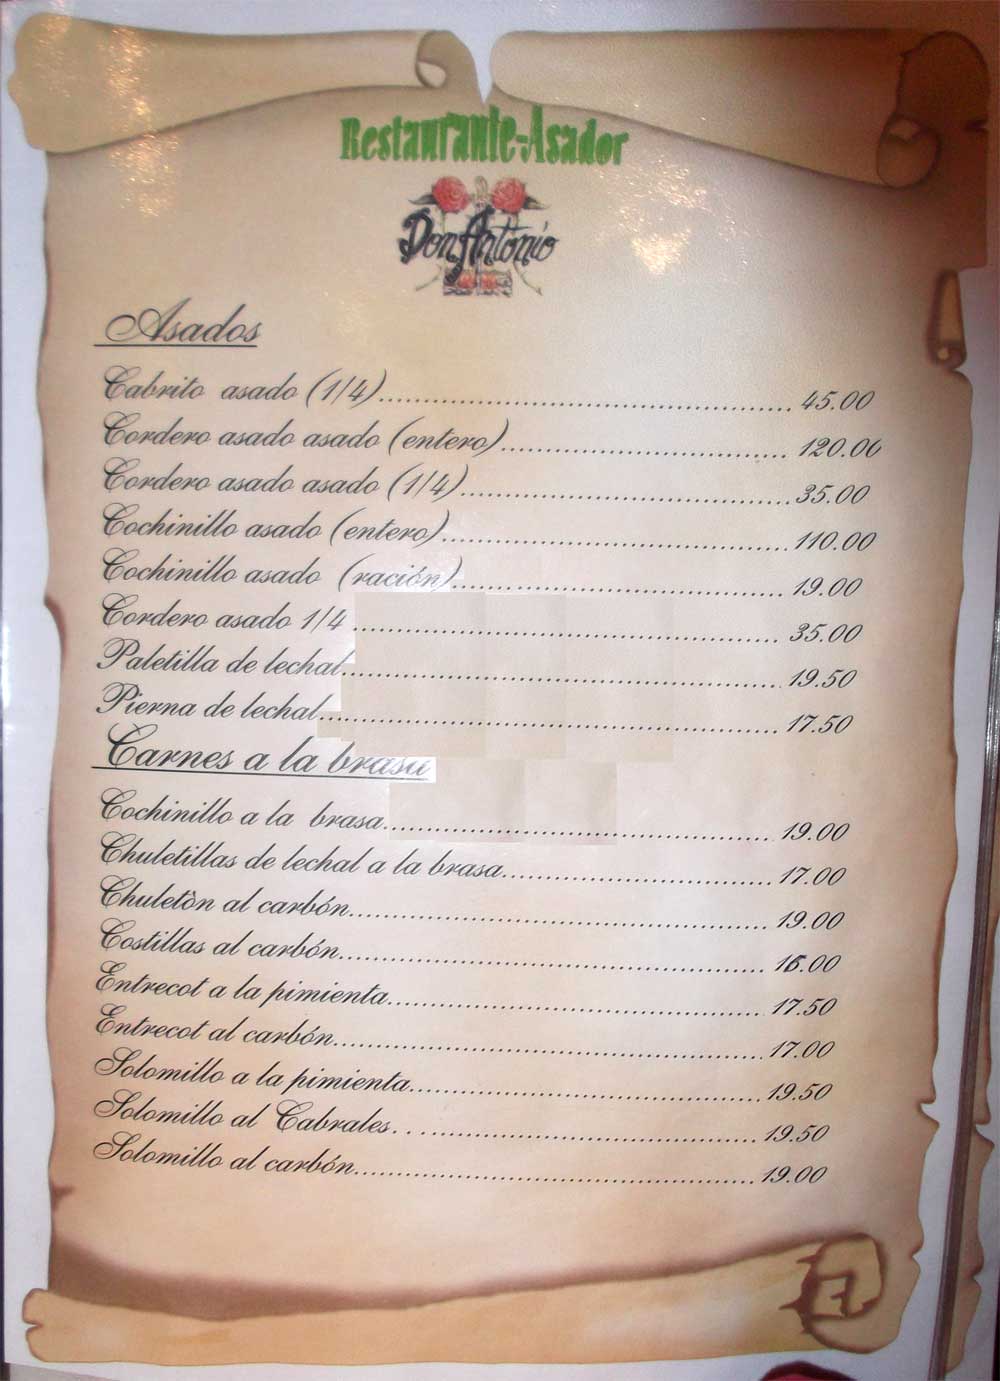 Restaurante-Asador
Don Antonio
Asados
Cabrito asado (1/4)........................................................ 45.00
Cordero asado asado (entero)........................................ 120.00
Cordero asado asado (1/4)..............................................35.00
Cochinillo asado (entero)................................................110.00
Cochinillo asado (ración)............................................... 19.00
Cordero asado 1/4 .......................................................... 35.00
Paletilla de lechal............................................................ 19.50
Pierna de lechal............................................................... 17.50
Carnes a la brasa
Cochinillo a la brasa....................................................... 19.00
Chuletillas de lechal a la brasa...................................... 17.00
Chuletòn al carbón.......................................................... 19.00
Costillas al carbón........................................................... 16.00
Entrecot a la pimienta..................................................... 17.50
Entrecot al carbón............................................................17.00
Solomillo a la pimienta................................................... 19.50
Solomillo al Cabrales. . ................................................. 19.50
Solomillo al carbón........................................................ 19.00